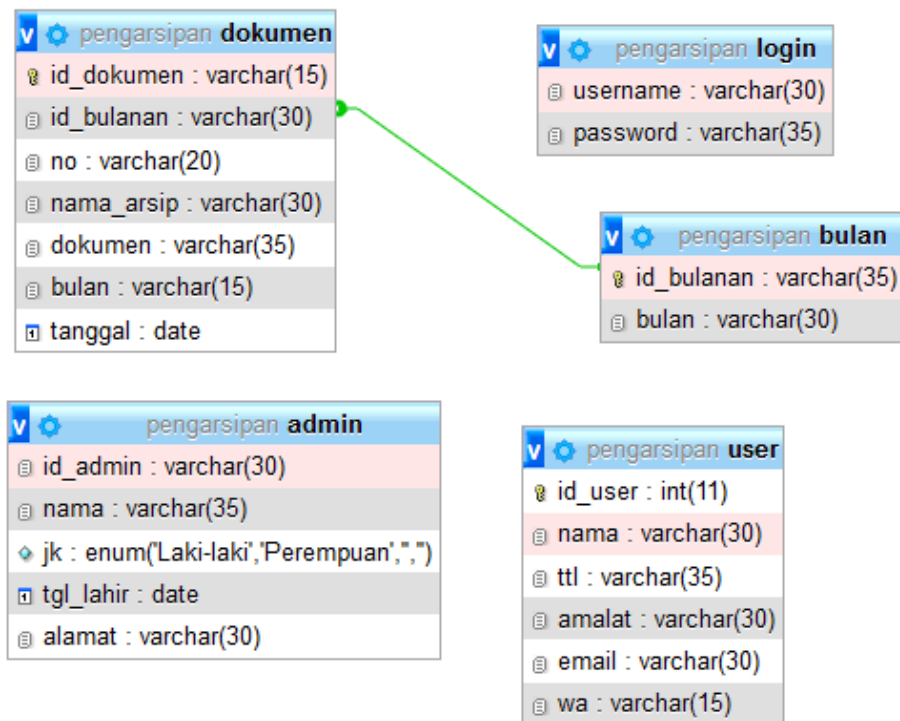 v pengarsipan dokumen
id_dokumen : varchar(15)
id_bulanan : varchar(30)
no : varchar(20)
nama_arsip : varchar(30)
dokumen : varchar(35)
bulan : varchar(15)
tanggal : date
v pengarsipan login
username : varchar(30)
password : varchar(35)
v pengarsipan bulan
id_bulanan : varchar(35)
bulan : varchar(30)
v pengarsipan admin
id_admin : varchar(30)
nama : varchar(35)
jk : enum('Laki-laki','Perempuan','','')
tgl_lahir : date
alamat : varchar(30)
v pengarsipan user
id_user : int(11)
nama : varchar(30)
ttl : varchar(35)
amalat : varchar(30)
email : varchar(30)
wa : varchar(15)